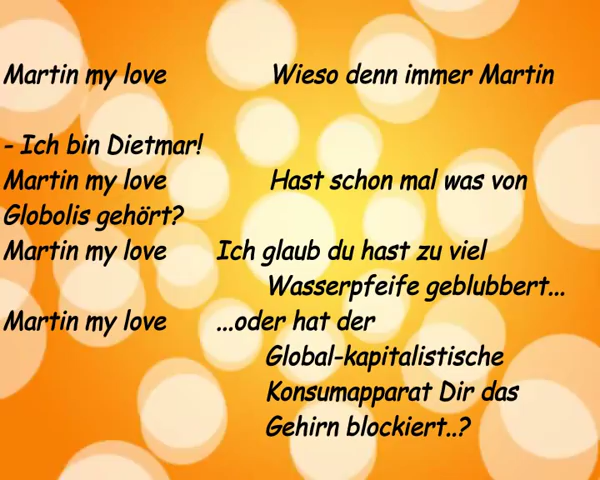 Martin my love Wieso denn immer Martin
- Ich bin Dietmar!
Martin my love Hast schon mal was von
Globolis gehört?
Martin my love Ich glaub du hast zu viel
Wasserpfeife geblubbert...
Martin my love ...oder hat der
Global-kapitalistische
Konsumapparat Dir das
Gehirn blockiert..?